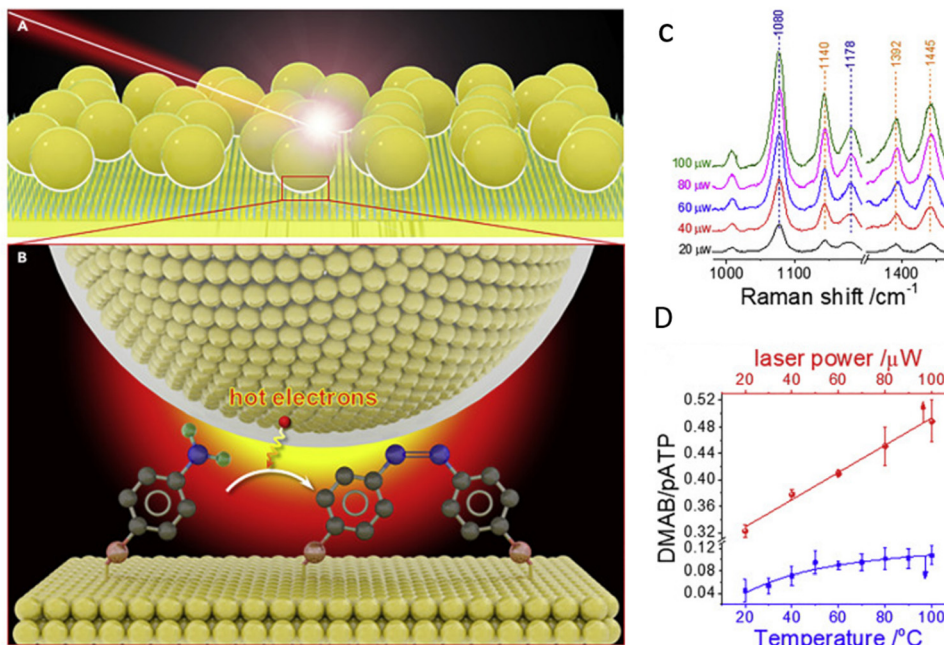 A
B
hot electrons
C
1080
1140
1178
1392
1445
100 μW
80 μW
60 μW
40 μW
20 μW
1000 1100 1400
Raman shift /cm-1
D
laser power /μW
20 40 60 80 100
0.52
0.48
0.40
0.36
0.32
0.12
0.08
0.04
DMAB/pATP
20 40 60 80 100
Temperature /ºC